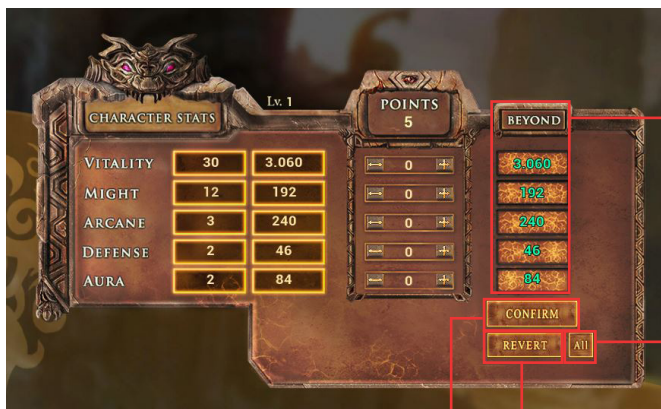 Lv. 1
CHARACTER STATS
POINTS
5
BEYOND
VITALITY 30 3.060 0 3.060
MIGHT 12 192 0 192
ARCANE 3 240 0 240
DEFENSE 2 46 0 46
AURA 2 84 0 84
CONFIRM
REVERT All